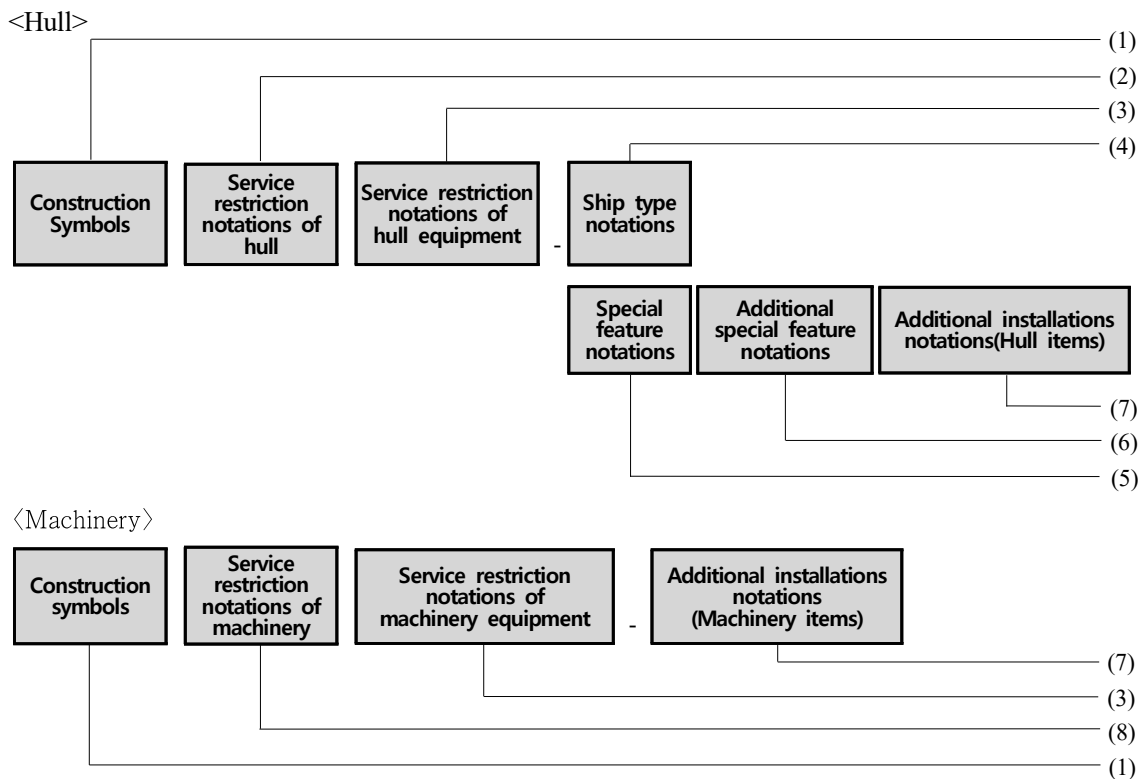 <Hull>
(1)
(2)
(3)
(4)
Construction
Symbols
Service
restriction
notations of
hull
Service restriction
notations of
hull equipment
-
Ship type
notations
Special
feature
notations
Additional
special feature
notations
Additional installations
notations(Hull items)
(7)
(6)
(5)
〈Machinery〉
Construction
symbols
Service
restriction
notations of
machinery
Service restriction
notations of
machinery equipment
-
Additional installations
notations
(Machinery items)
(7)
(3)
(8)
(1)